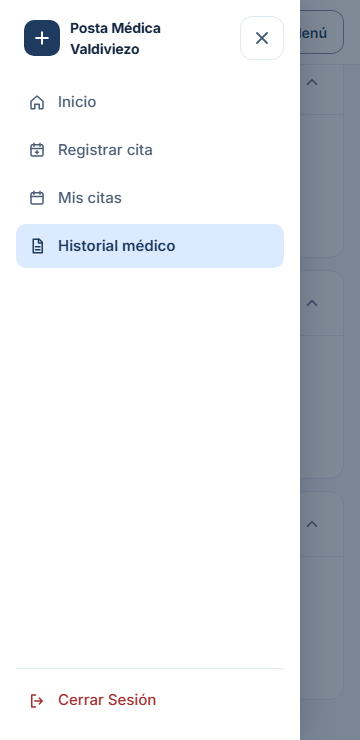 Posta Médica
Valdiviezo
Inicio
Registrar cita
Mis citas
Historial médico
Cerrar Sesión